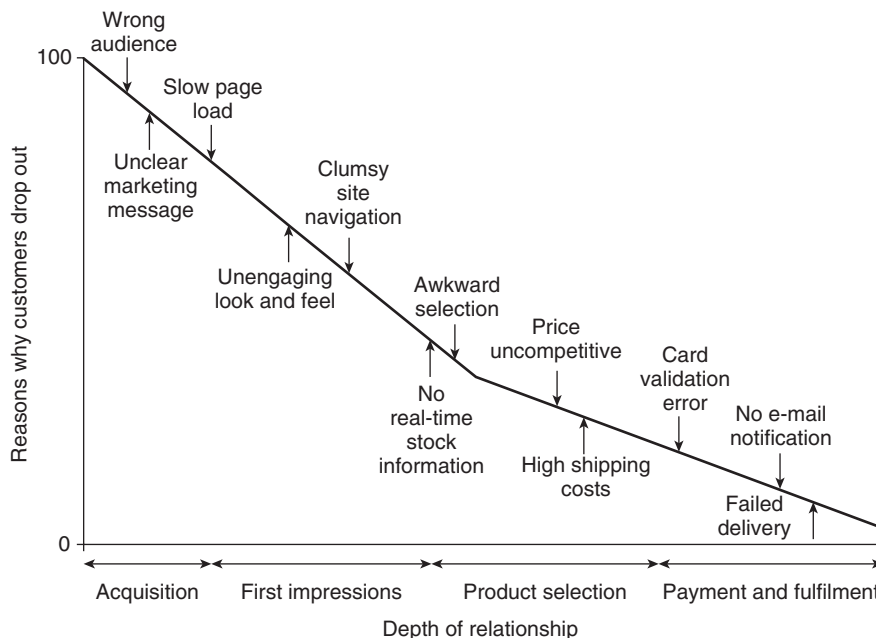 Wrong
audience
100
Slow page
load
Unclear
marketing
message
Clumsy
site
navigation
Unengaging
look and feel
Awkward
selection
Price
uncompetitive
No
real-time
stock
information
Card
validation
error
High shipping
costs
No e-mail
notification
Failed
delivery
Reasons why customers drop out
0
Acquisition
First impressions
Product selection
Payment and fulfilment
Depth of relationship